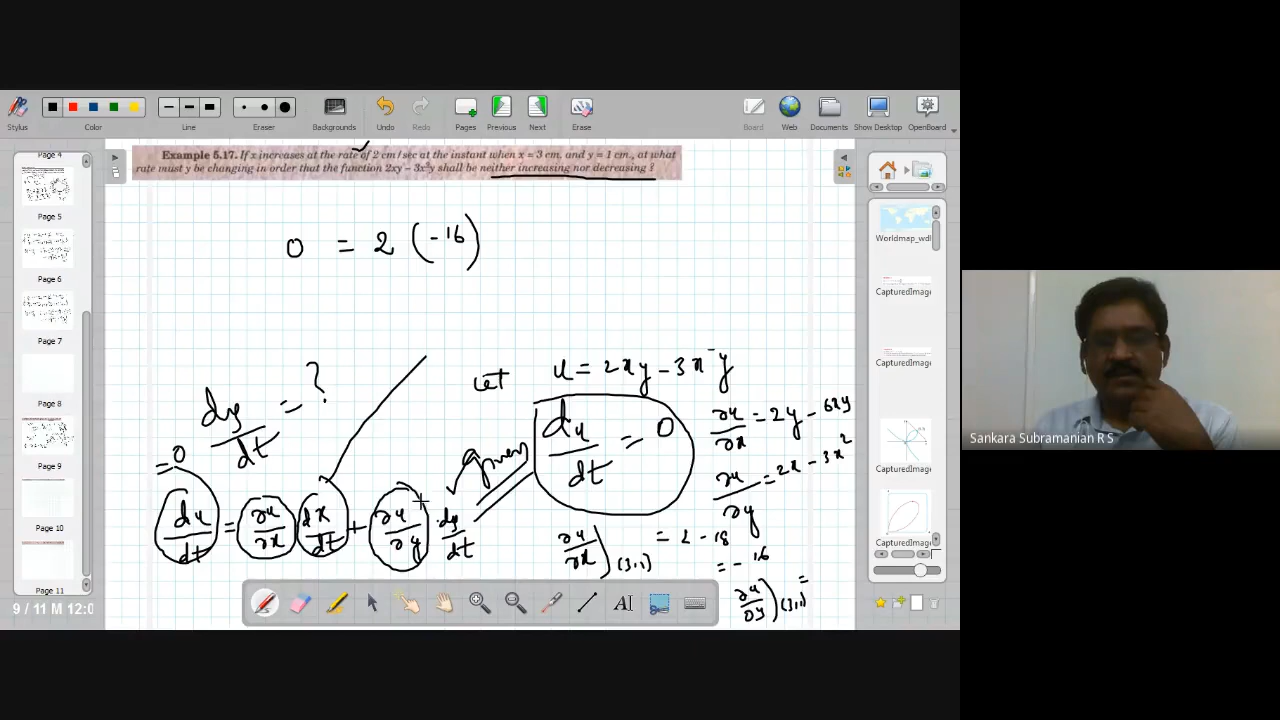 Stylus
Color
Line
Eraser
Backgrounds
Undo
Redo
Pages
Previous
Next
Erase
Board
Web
Documents
Show Desktop
OpenBoard
Page 4
Page 5
Page 6
Page 7
Page 8
Page 9
Page 10
Page 11
9 / 11 M 12:0
Example 5.17. If x increases at the rate of 2 cm/sec at the instant when x = 3 cm. and y = 1 cm., at what
rate must y be changing in order that the function 2xy – 3x²y shall be neither increasing nor decreasing ?
0 = 2 (-16)
dy/dt = ?
Let u = 2xy - 3x²y
given du/dt = 0
∂u/∂x = 2y - 6xy
∂u/∂y = 2x - 3x²
= 0
du/dt = ∂u/∂x dx/dt + ∂u/∂y · dy/dt
∂u/∂x)(3,1) = 2 - 18
= - 16
∂u/∂y)(3,1) =
Worldmap_wdl
CapturedImage
CapturedImage
CapturedImage
CapturedImage
Sankara Subramanian R S